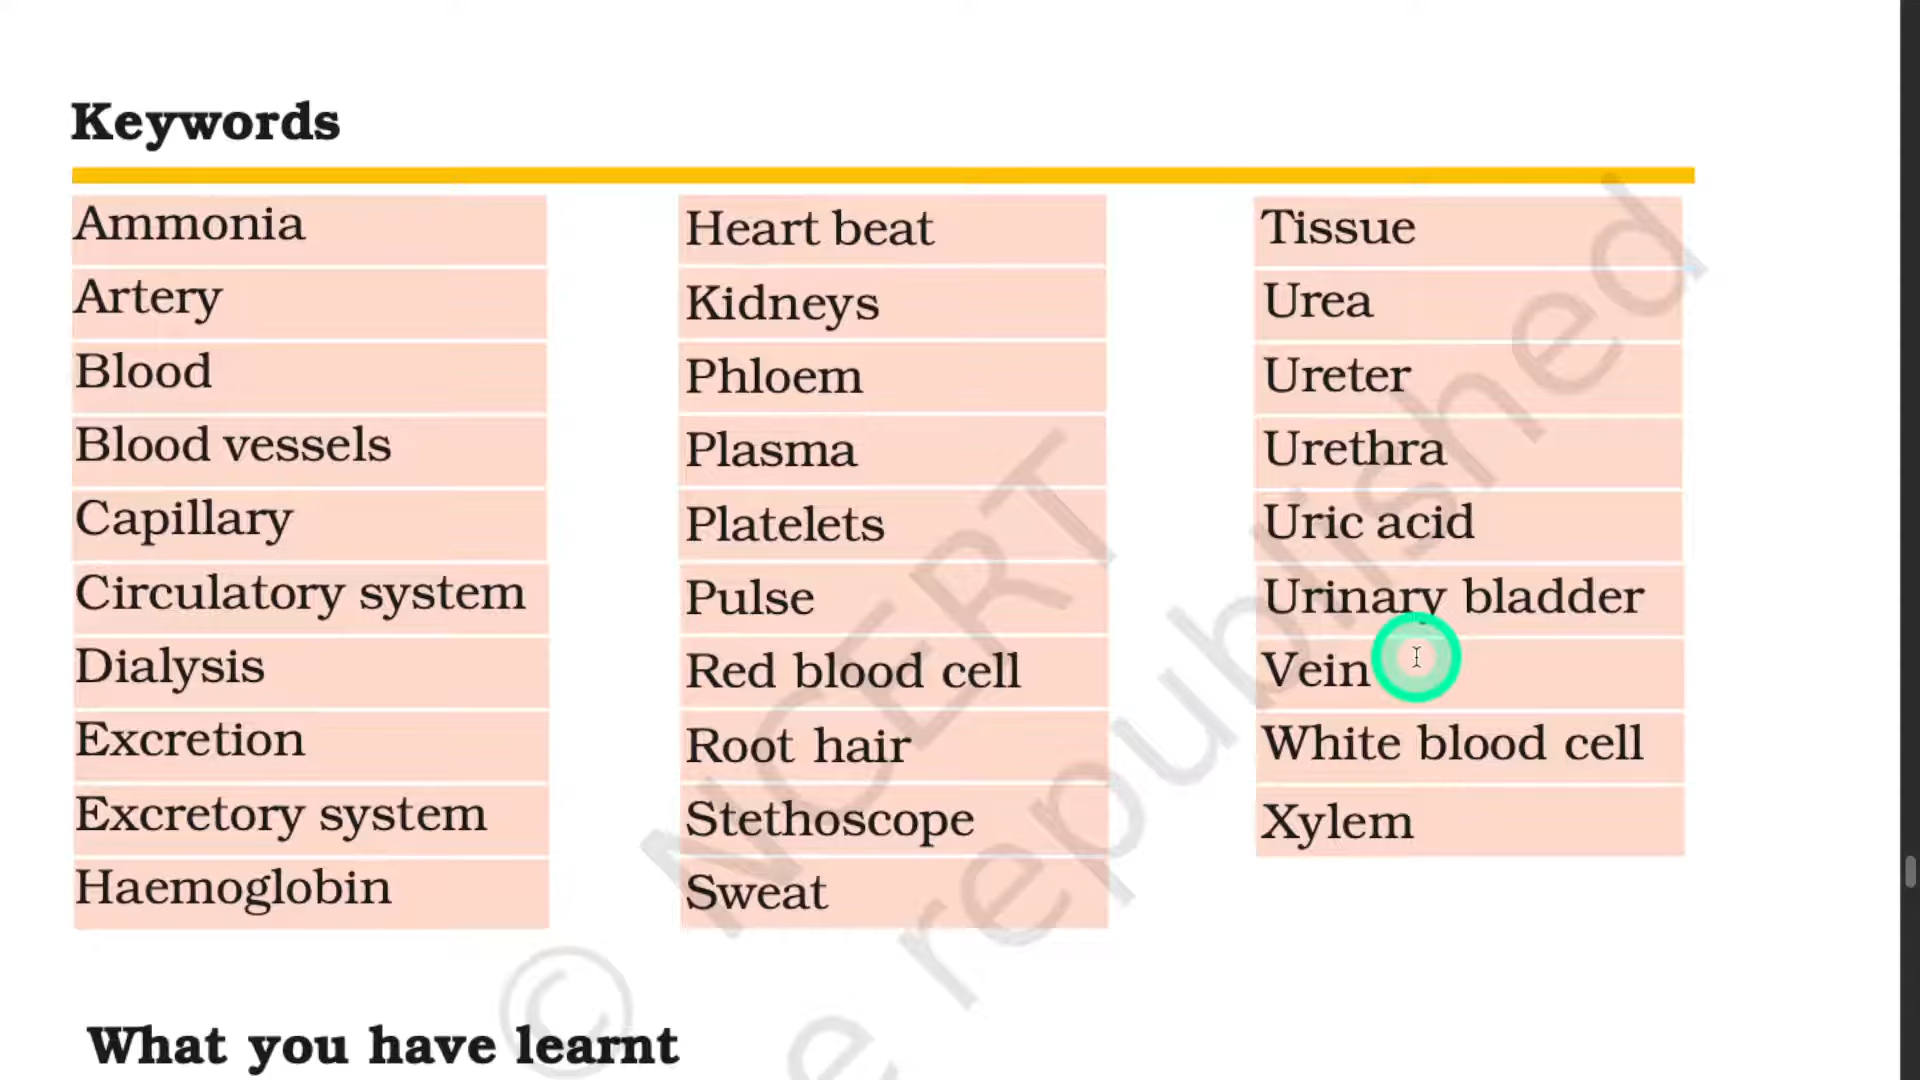 Keywords
Ammonia
Artery
Blood
Blood vessels
Capillary
Circulatory system
Dialysis
Excretion
Excretory system
Haemoglobin
Heart beat
Kidneys
Phloem
Plasma
Platelets
Pulse
Red blood cell
Root hair
Stethoscope
Sweat
Tissue
Urea
Ureter
Urethra
Uric acid
Urinary bladder
Vein
White blood cell
Xylem
© NCERT
republished
What you have learnt